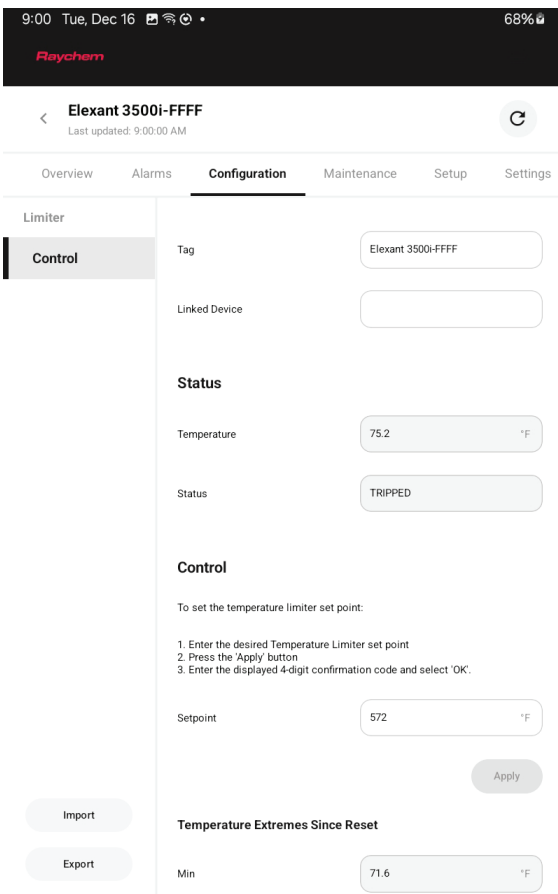 9:00 Tue, Dec 16
68%
Raychem
Elexant 3500i-FFFF
Last updated: 9:00:00 AM
Overview Alarms Configuration Maintenance Setup Settings
Limiter
Control
Tag Elexant 3500i-FFFF
Linked Device
Status
Temperature 75.2 °F
Status TRIPPED
Control
To set the temperature limiter set point:
1. Enter the desired Temperature Limiter set point
2. Press the 'Apply' button
3. Enter the displayed 4-digit confirmation code and select 'OK'.
Setpoint 572 °F
Apply
Import
Temperature Extremes Since Reset
Export
Min 71.6 °F